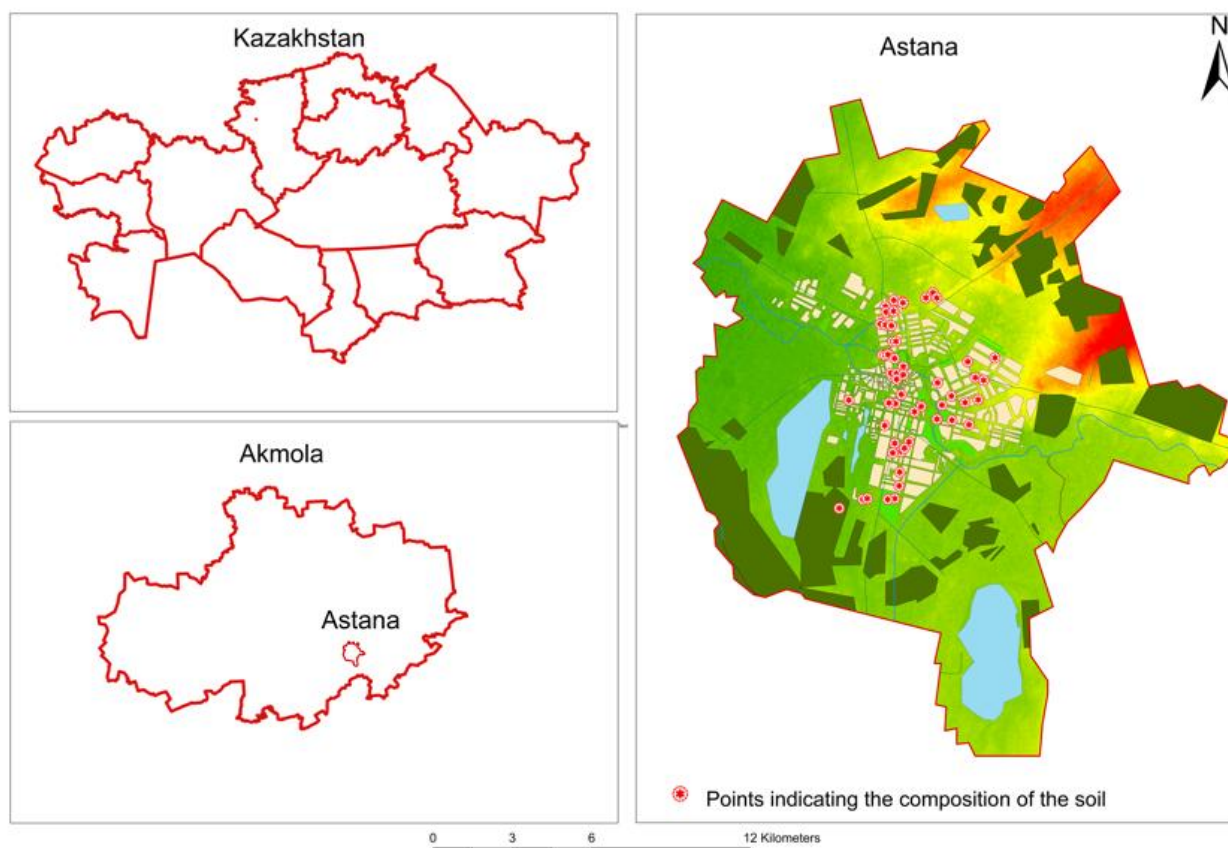 Kazakhstan
Akmola
Astana
Astana
N
Points indicating the composition of the soil
0 3 6 12 Kilometers